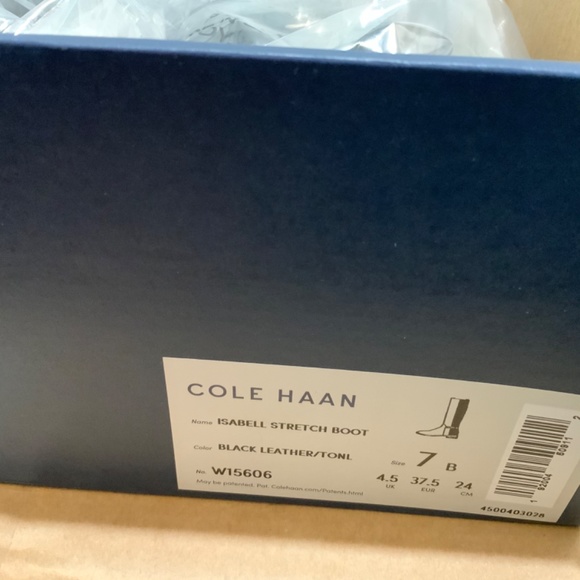 COLE HAAN
Name ISABELL STRETCH BOOT
Color BLACK LEATHER/TONL
Size 7 B
No. W15606
4.5 UK 37.5 EUR 24 CM
May be patented. Pat. ColeHaan.com/Patents.html
4500403028